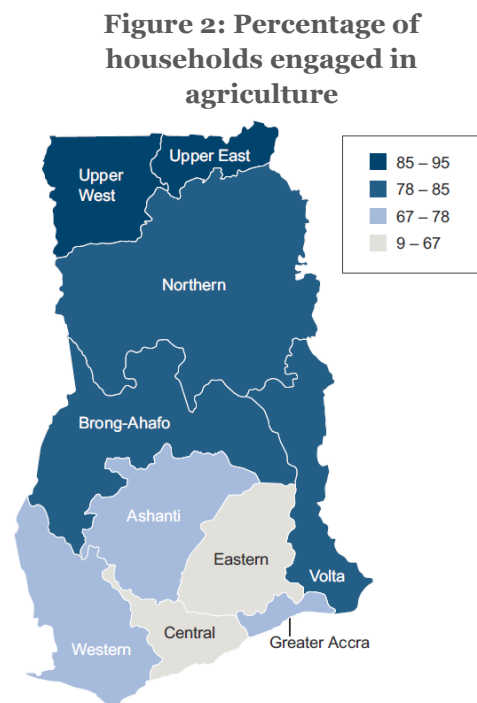 Figure 2: Percentage of
households engaged in
agriculture
Upper East
Upper
West
85 – 95
78 – 85
67 – 78
9 – 67
Northern
Brong-Ahafo
Ashanti
Eastern
Volta
Central
Greater Accra
Western